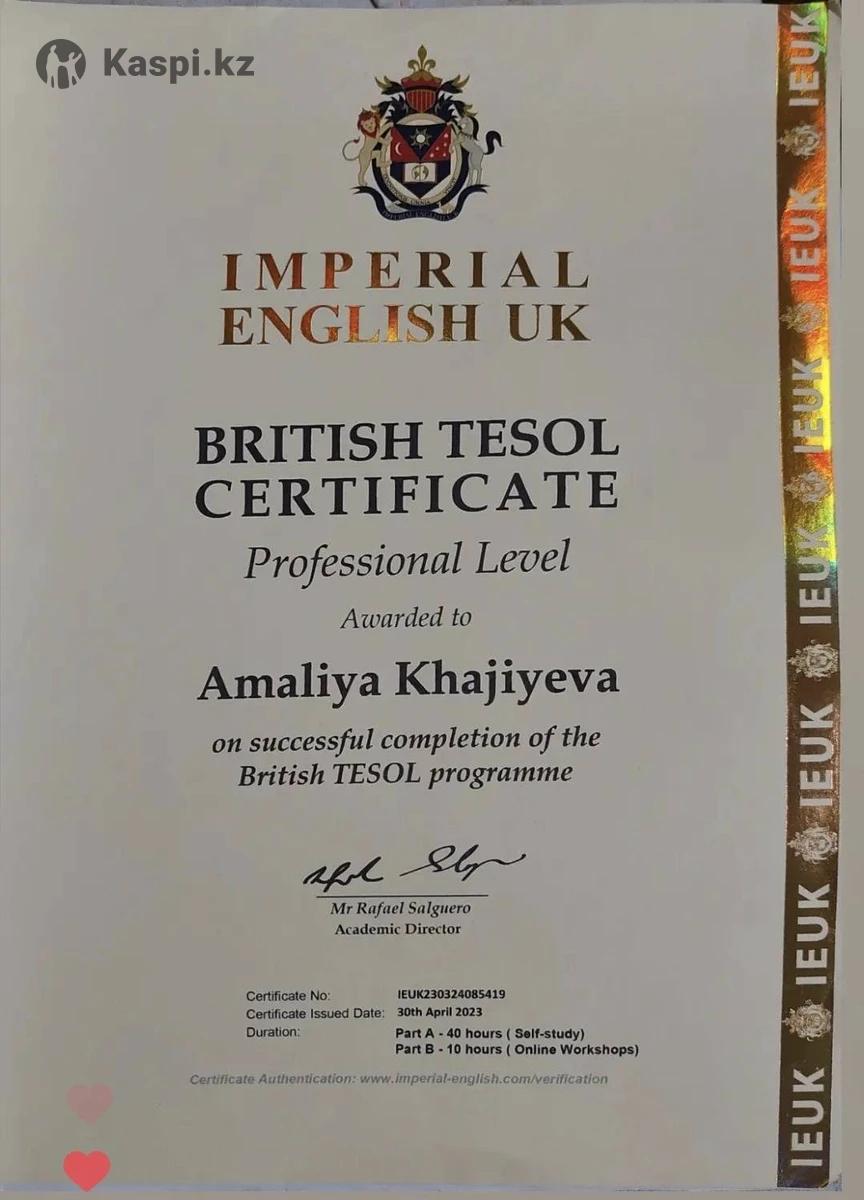 Kaspi.kz
IMPERIAL
ENGLISH UK
BRITISH TESOL
CERTIFICATE
Professional Level
Awarded to
Amaliya Khajiyeva
on successful completion of the
British TESOL programme
Mr Rafael Salguero
Academic Director
Certificate No: IEUK230324085419
Certificate Issued Date: 30th April 2023
Duration: Part A - 40 hours ( Self-study)
Part B - 10 hours ( Online Workshops)
Certificate Authentication: www.imperial-english.com/verification
IEUK
IEUK
IEUK
IEUK
IEUK
IEUK
IEUK